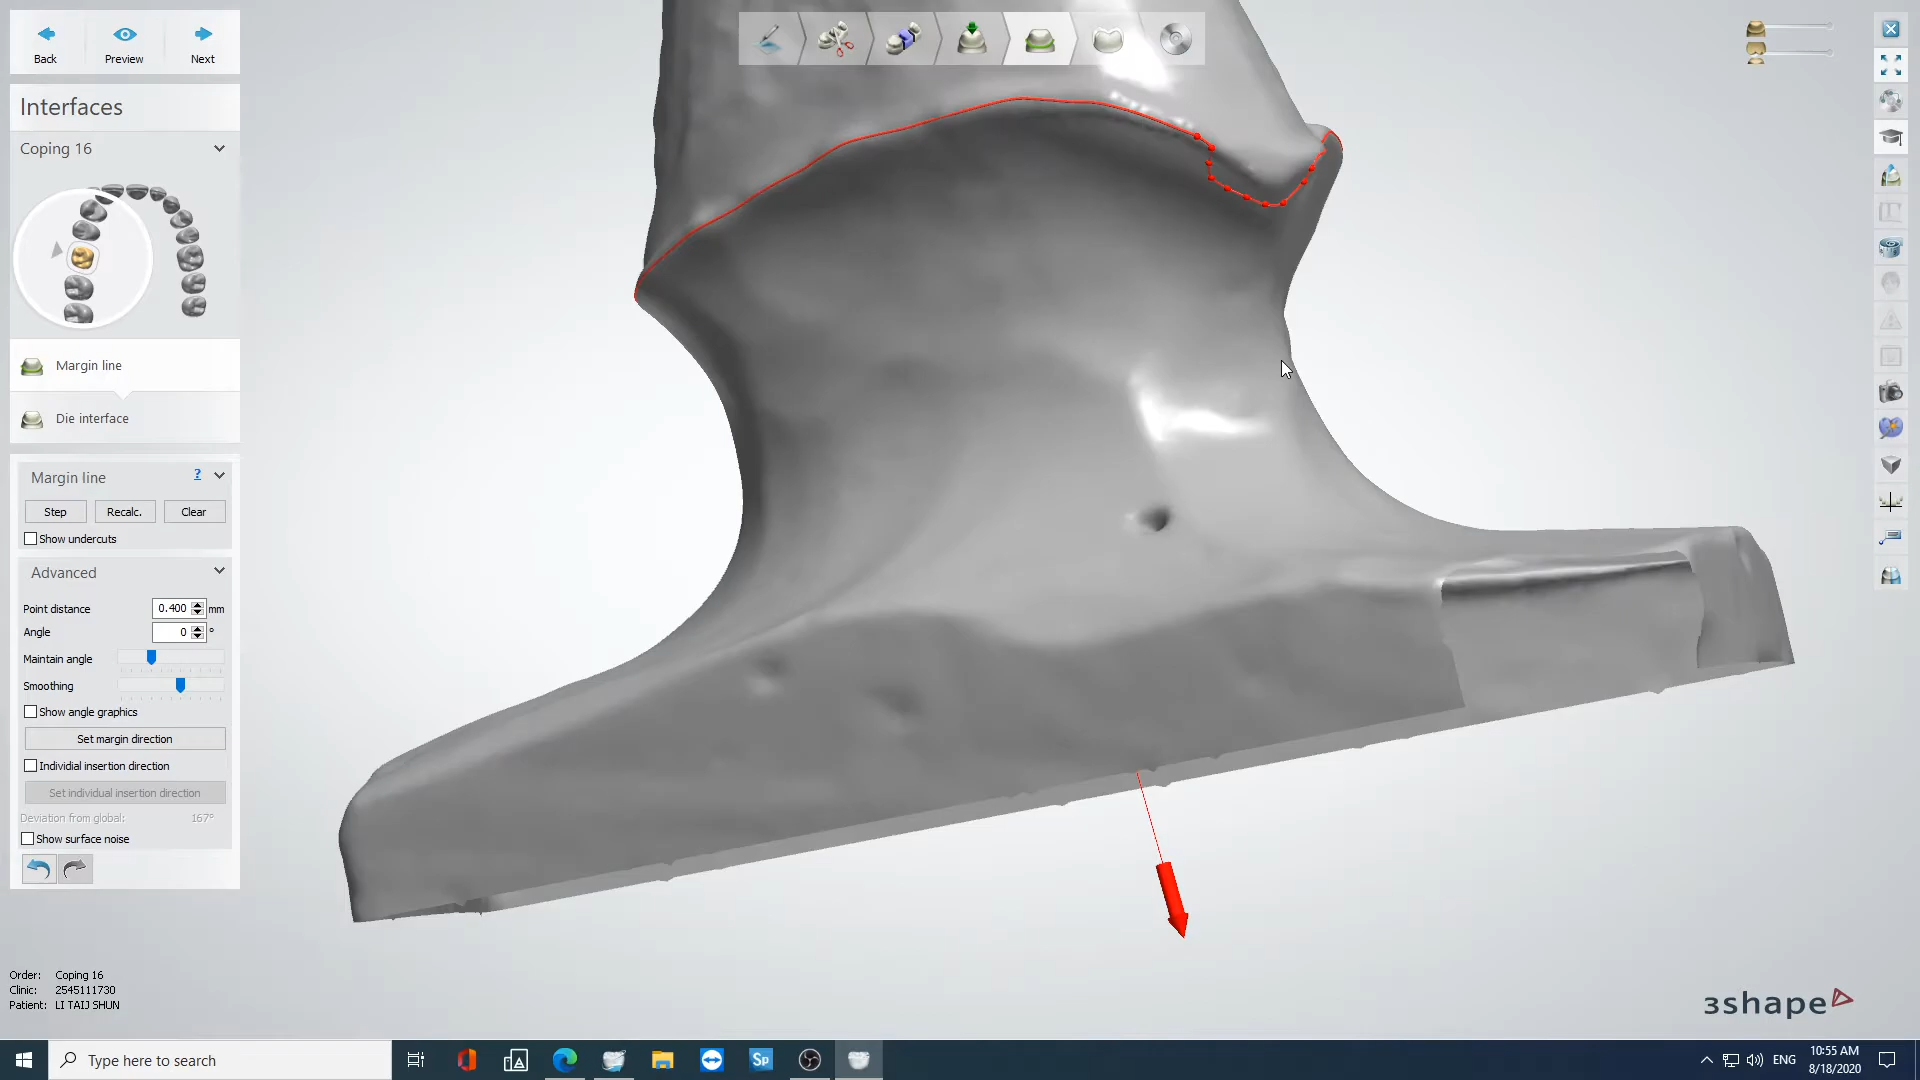 Back
Preview
Next
Interfaces
Coping 16
Margin line
Die interface
Margin line ?
Step
Recalc.
Clear
Show undercuts
Advanced
Point distance 0.400 mm
Angle 0 °
Maintain angle
Smoothing
Show angle graphics
Set margin direction
Individial insertion direction
Set individual insertion direction
Deviation from global: 167°
Show surface noise
Order: Coping 16
Clinic: 2545111730
Patient: LI TAIJ SHUN
3shape
Type here to search
Sp
ENG
10:55 AM
8/18/2020